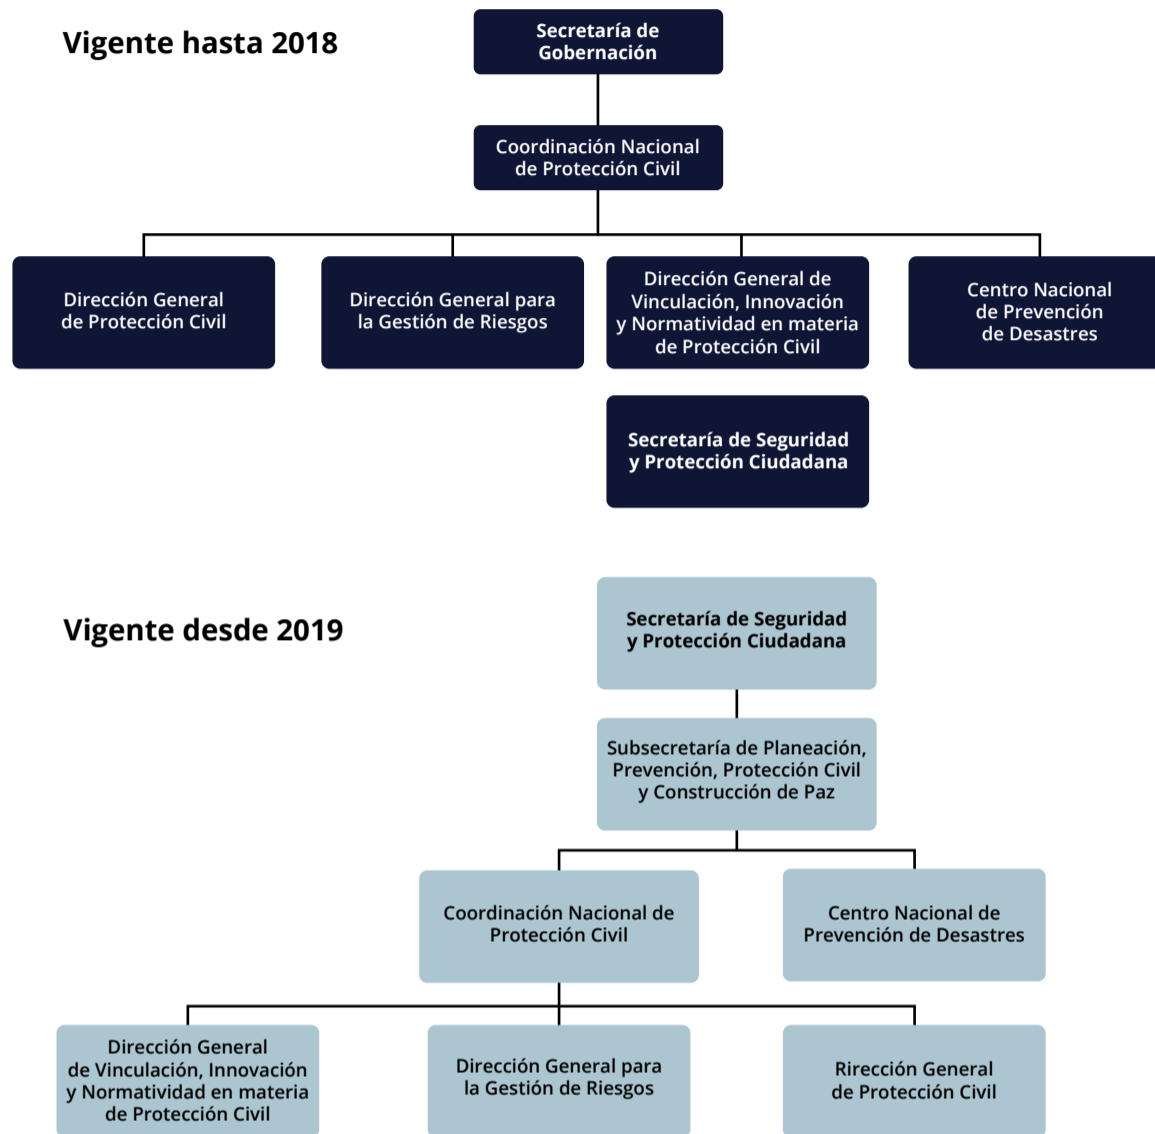 Vigente hasta 2018
Secretaría de
Gobernación
Coordinación Nacional
de Protección Civil
Dirección General
de Protección Civil
Dirección General para
la Gestión de Riesgos
Dirección General de
Vinculación, Innovación
y Normatividad en materia
de Protección Civil
Centro Nacional
de Prevención
de Desastres
Secretaría de Seguridad
y Protección Ciudadana
Vigente desde 2019
Secretaría de Seguridad
y Protección Ciudadana
Subsecretaría de Planeación,
Prevención, Protección Civil
y Construcción de Paz
Coordinación Nacional de
Protección Civil
Centro Nacional de
Prevención de Desastres
Dirección General
de Vinculación, Innovación
y Normatividad en materia
de Protección Civil
Dirección General para
la Gestión de Riesgos
Rirección General
de Protección Civil